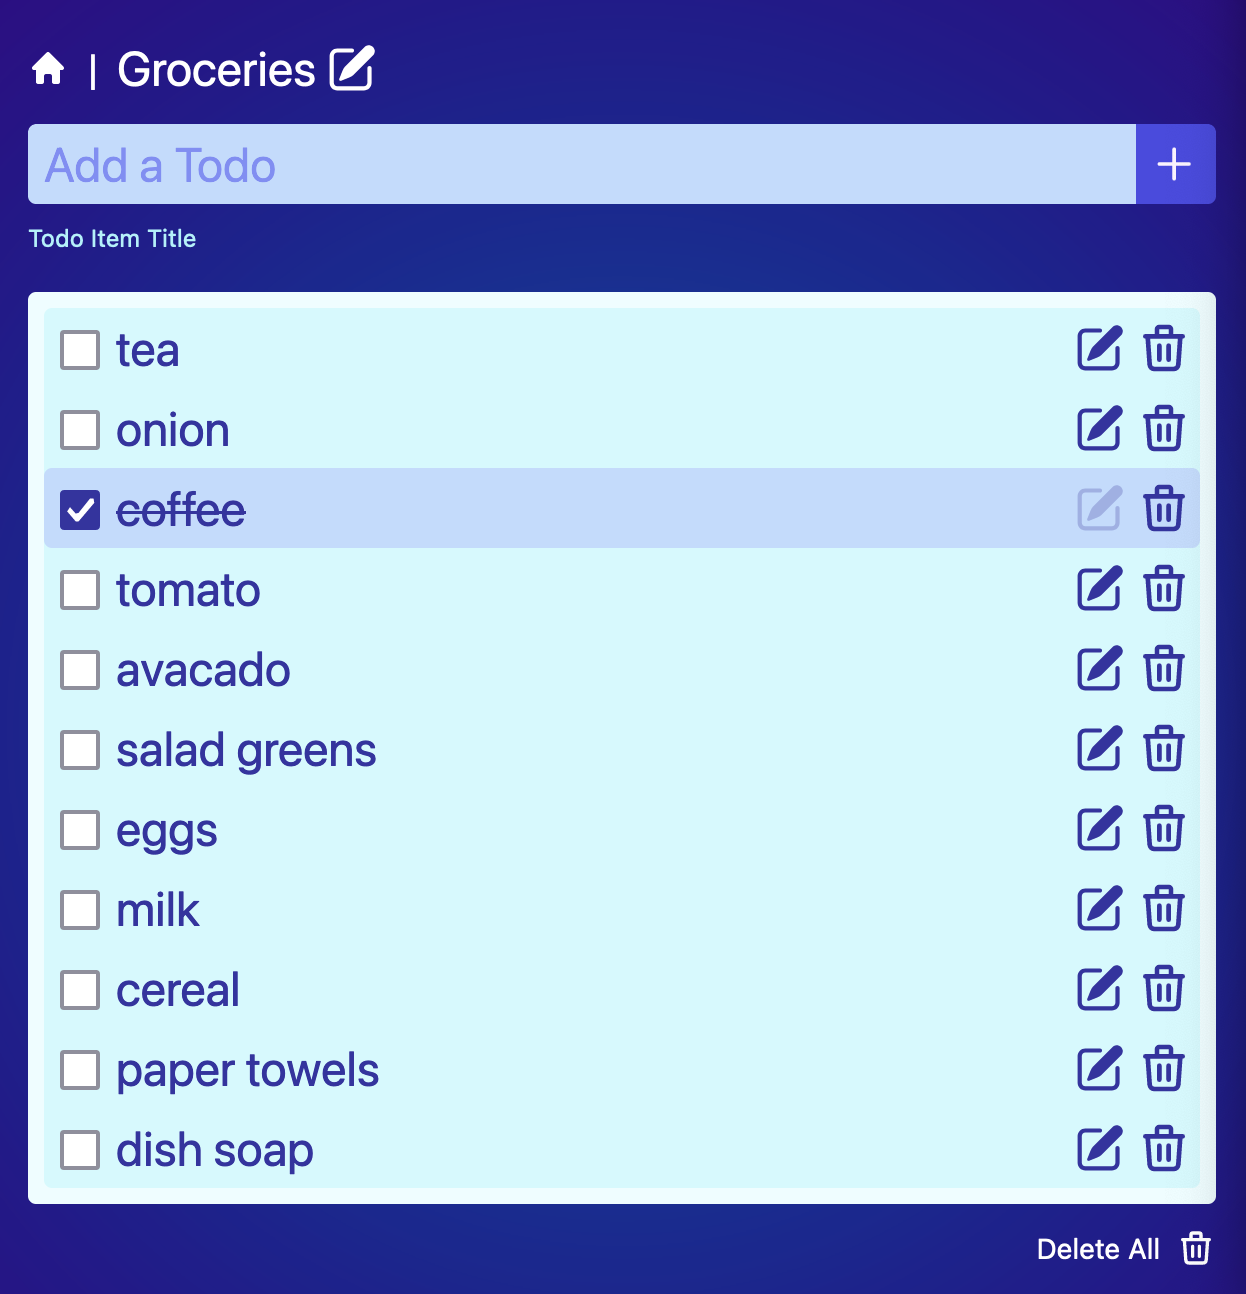 | Groceries
Add a Todo
Todo Item Title
tea
onion
coffee
tomato
avacado
salad greens
eggs
milk
cereal
paper towels
dish soap
Delete All